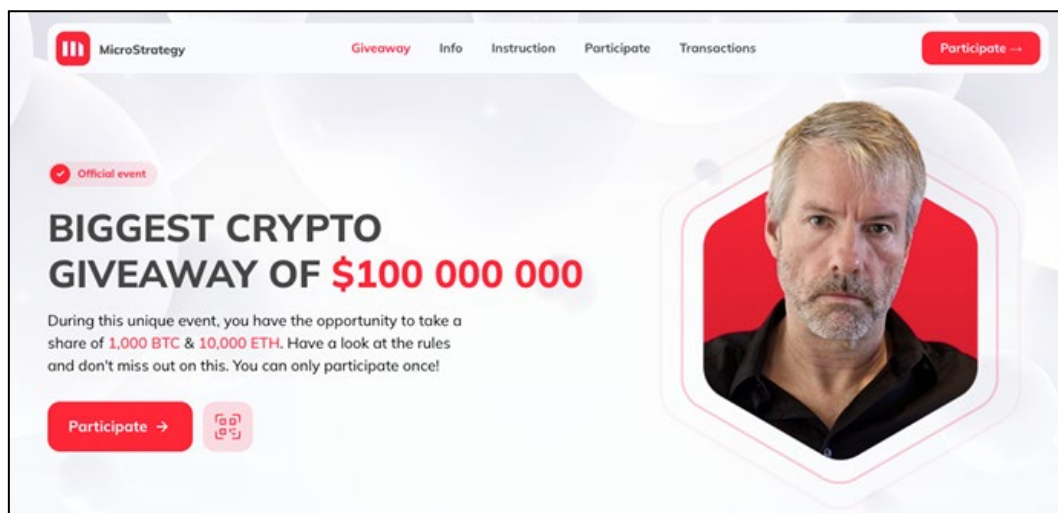 MicroStrategy
Giveaway Info Instruction Participate Transactions
Participate →
Official event
BIGGEST CRYPTO
GIVEAWAY OF $100 000 000
During this unique event, you have the opportunity to take a
share of 1,000 BTC & 10,000 ETH. Have a look at the rules
and don't miss out on this. You can only participate once!
Participate →